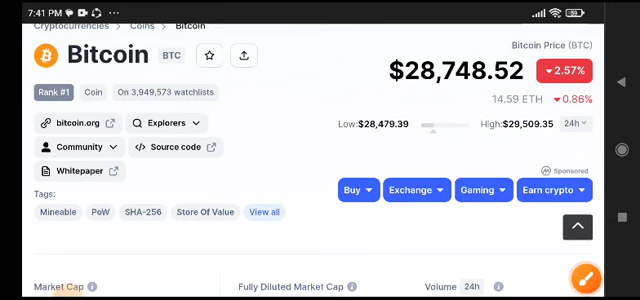 7:41 PM
59
Cryptocurrencies > Coins > Bitcoin
Bitcoin BTC
Bitcoin Price (BTC)
$28,748.52 2.57%
14.59 ETH 0.86%
Low:$28,479.39 High:$29,509.35 24h
Rank #1 Coin On 3,949,573 watchlists
bitcoin.org Explorers
Community Source code
Whitepaper
Sponsored
Tags:
Buy Exchange Gaming Earn crypto
Mineable PoW SHA-256 Store Of Value View all
Market Cap Fully Diluted Market Cap Volume 24h